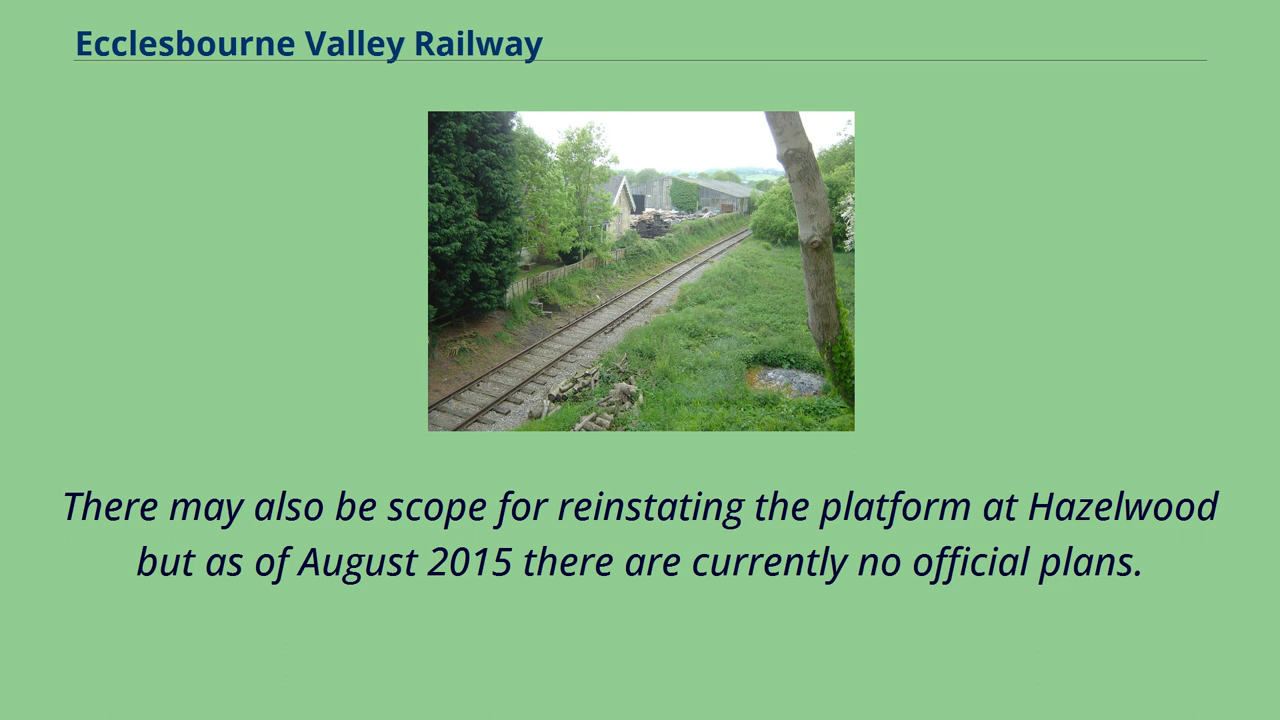 Ecclesbourne Valley Railway
There may also be scope for reinstating the platform at Hazelwood
but as of August 2015 there are currently no official plans.